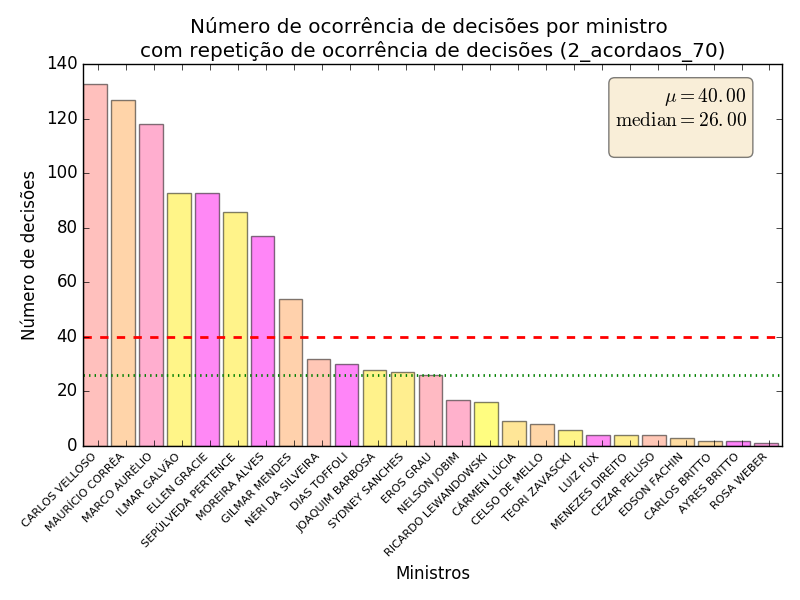 Número de ocorrência de decisões por ministro
com repetição de ocorrência de decisões (2_acordaos_70)
μ = 40.00
median = 26.00
Número de decisões
140
120
100
80
60
40
20
0
CARLOS VELLOSO
MAURÍCIO CORRÊA
MARCO AURÉLIO
ILMAR GALVÃO
ELLEN GRACIE
SEPÚLVEDA PERTENCE
MOREIRA ALVES
GILMAR MENDES
NÉRI DA SILVEIRA
DIAS TOFFOLI
JOAQUIM BARBOSA
SYDNEY SANCHES
EROS GRAU
NELSON JOBIM
RICARDO LEWANDOWSKI
CÁRMEN LÚCIA
CELSO DE MELLO
TEORI ZAVASCKI
LUIZ FUX
MENEZES DIREITO
CEZAR PELUSO
EDSON FACHIN
CARLOS BRITTO
AYRES BRITTO
ROSA WEBER
Ministros